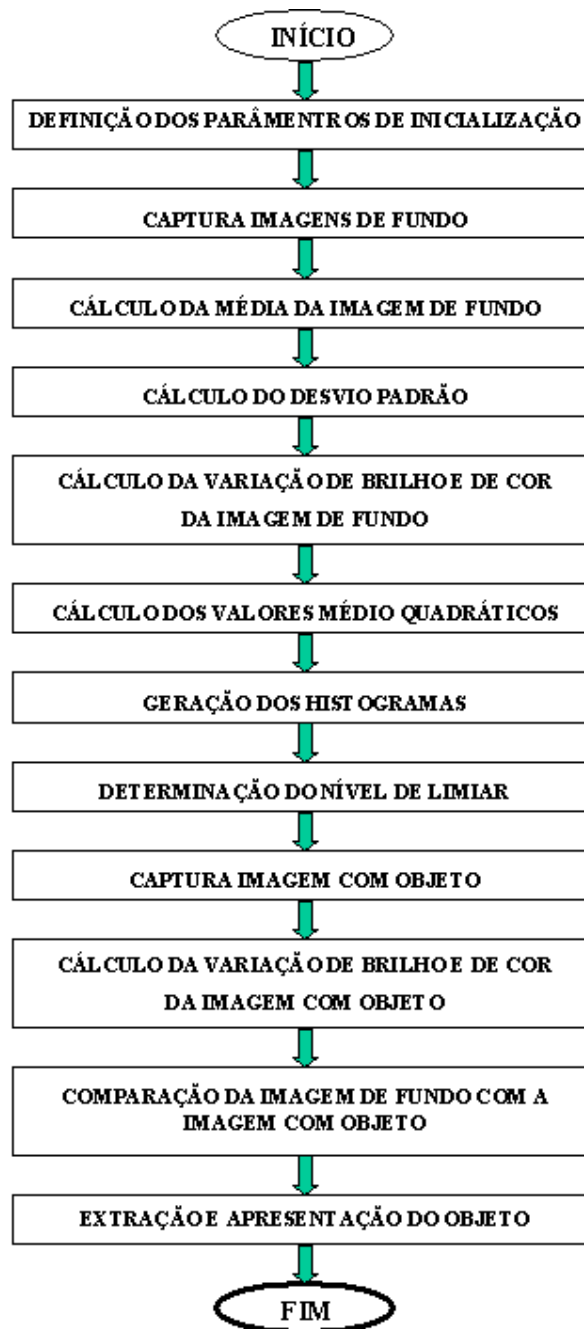 INÍCIO
DEFINIÇÃO DOS PARÂMENTROS DE INICIALIZAÇÃO
CAPTURA IMAGENS DE FUNDO
CÁLCULO DA MÉDIA DA IMAGEM DE FUNDO
CÁLCULO DO DESVIO PADRÃO
CÁLCULO DA VARIAÇÃO DE BRILHO E DE COR
DA IMAGEM DE FUNDO
CÁLCULO DOS VALORES MÉDIO QUADRÁTICOS
GERAÇÃO DOS HISTOGRAMAS
DETERMINAÇÃO DO NÍVEL DE LIMIAR
CAPTURA IMAGEM COM OBJETO
CÁLCULO DA VARIAÇÃO DE BRILHO E DE COR
DA IMAGEM COM OBJETO
COMPARAÇÃO DA IMAGEM DE FUNDO COM A
IMAGEM COM OBJETO
EXTRAÇÃO E APRESENTAÇÃO DO OBJETO
FIM